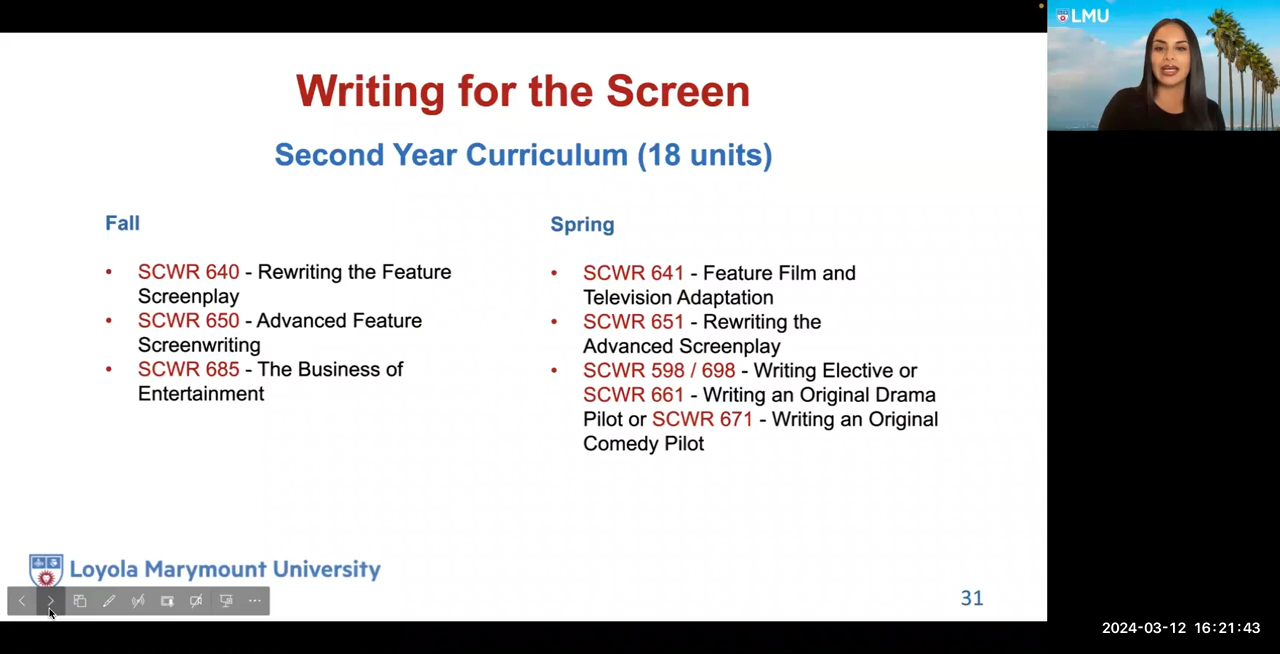 LMU
Writing for the Screen
Second Year Curriculum (18 units)
Fall
• SCWR 640 - Rewriting the Feature
Screenplay
• SCWR 650 - Advanced Feature
Screenwriting
• SCWR 685 - The Business of
Entertainment
Spring
• SCWR 641 - Feature Film and
Television Adaptation
• SCWR 651 - Rewriting the
Advanced Screenplay
• SCWR 598 / 698 - Writing Elective or
SCWR 661 - Writing an Original Drama
Pilot or SCWR 671 - Writing an Original
Comedy Pilot
Loyola Marymount University
31
2024-03-12 16:21:43